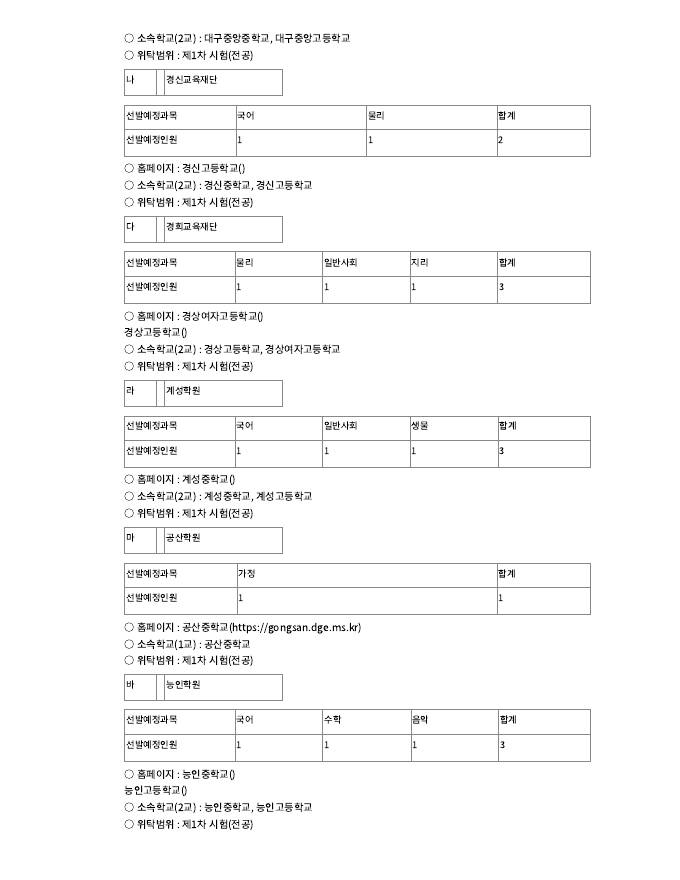 ○ 소속학교(2교) : 대구중앙중학교, 대구중앙고등학교
○ 위탁범위 : 제1차 시험(전공)
나 경신교육재단
선발예정과목 국어 물리 합계
선발예정인원 1 1 2
○ 홈페이지 : 경신고등학교()
○ 소속학교(2교) : 경신중학교, 경신고등학교
○ 위탁범위 : 제1차 시험(전공)
다 경희교육재단
선발예정과목 물리 일반사회 지리 합계
선발예정인원 1 1 1 3
○ 홈페이지 : 경상여자고등학교()
경상고등학교()
○ 소속학교(2교) : 경상고등학교, 경상여자고등학교
○ 위탁범위 : 제1차 시험(전공)
라 계성학원
선발예정과목 국어 일반사회 생물 합계
선발예정인원 1 1 1 3
○ 홈페이지 : 계성중학교()
○ 소속학교(2교) : 계성중학교, 계성고등학교
○ 위탁범위 : 제1차 시험(전공)
마 공산학원
선발예정과목 가정 합계
선발예정인원 1 1
○ 홈페이지 : 공산중학교(https://gongsan.dge.ms.kr)
○ 소속학교(1교) : 공산중학교
○ 위탁범위 : 제1차 시험(전공)
바 능인학원
선발예정과목 국어 수학 음악 합계
선발예정인원 1 1 1 3
○ 홈페이지 : 능인중학교()
능인고등학교()
○ 소속학교(2교) : 능인중학교, 능인고등학교
○ 위탁범위 : 제1차 시험(전공)